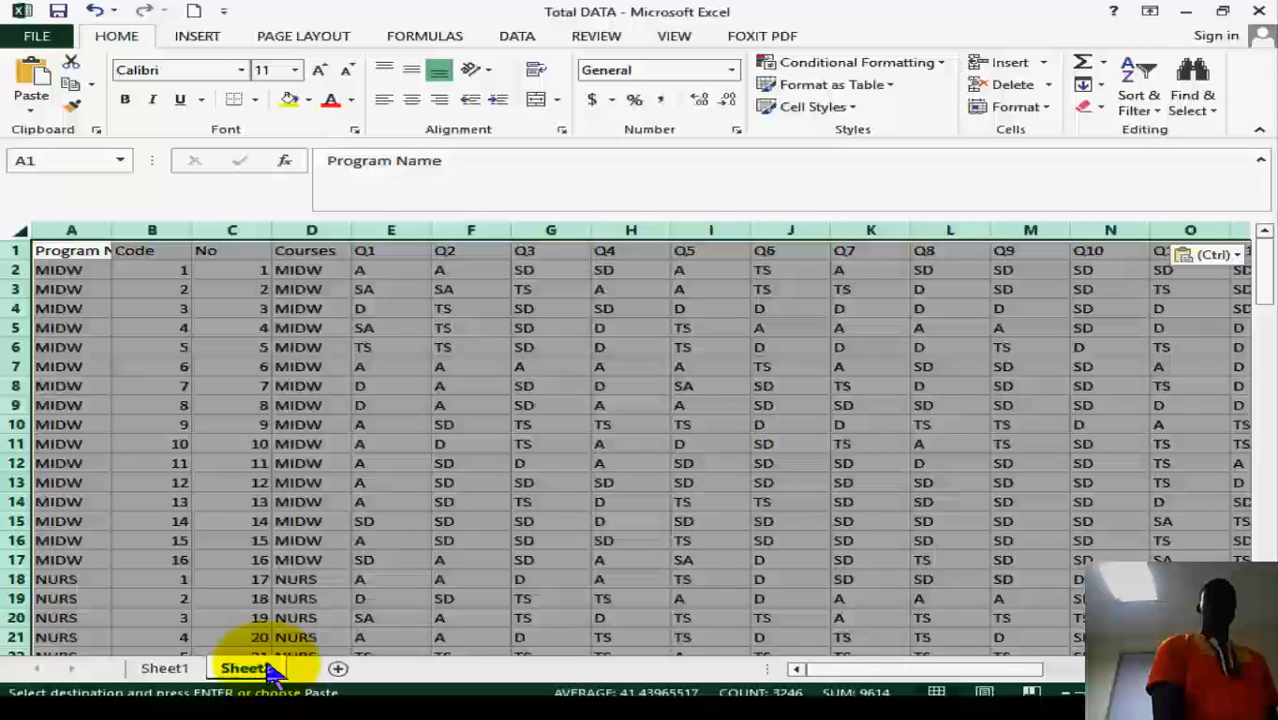 Total DATA - Microsoft Excel
FILE HOME INSERT PAGE LAYOUT FORMULAS DATA REVIEW VIEW FOXIT PDF Sign in
Calibri 11 General Conditional Formatting Insert Σ
Paste Format as Table Delete Sort & Find &
B I U A $ % , Cell Styles Format Filter Select
Clipboard Font Alignment Number Styles Cells Editing
A1 fx Program Name
A B C D E F G H I J K L M N O
1 Program N Code No Courses Q1 Q2 Q3 Q4 Q5 Q6 Q7 Q8 Q9 Q10 (Ctrl)
2 MIDW 1 1 MIDW A A SD SD A TS A SD SD SD SD SD
3 MIDW 2 2 MIDW SA SA TS A A TS TS D SD SD TS SD
4 MIDW 3 3 MIDW D TS SD SD D D D D D SD D SD
5 MIDW 4 4 MIDW SA TS SD D TS A A A A SD D D
6 MIDW 5 5 MIDW TS TS SD D TS D D D TS D TS D
7 MIDW 6 6 MIDW A A A A A TS A SD SD SD A D
8 MIDW 7 7 MIDW D A SD D SA SD TS D SD SD TS D
9 MIDW 8 8 MIDW D A SD A A SD SD SD SD SD D D
10 MIDW 9 9 MIDW A SD TS TS TS D D TS TS D A TS
11 MIDW 10 10 MIDW A D TS A D SD TS A TS SD TS TS
12 MIDW 11 11 MIDW A SD D A SD SD SD D SD SD TS A
13 MIDW 12 12 MIDW A SD SD SD SD SD SD SD SD SD TS D
14 MIDW 13 13 MIDW A SD TS D TS TS SD SD SD SD D SD
15 MIDW 14 14 MIDW SD SD SD D SD SD SD SD SD SD SA TS
16 MIDW 15 15 MIDW A SD SD SD TS SD SD SD SD SD SD D
17 MIDW 16 16 MIDW SD A SD A SA D SD TS SD SD
18 NURS 1 17 NURS A A D A TS D SD SD SD D
19 NURS 2 18 NURS D SD TS TS D D A A A
20 NURS 3 19 NURS SA A TS D TS TS A TS D
21 NURS 4 20 NURS A A D TS TS D TS TS D
Sheet1
Select destination and press ENTER or choose Paste AVERAGE: 41.43965517 COUNT: 3246 SUM: 9614